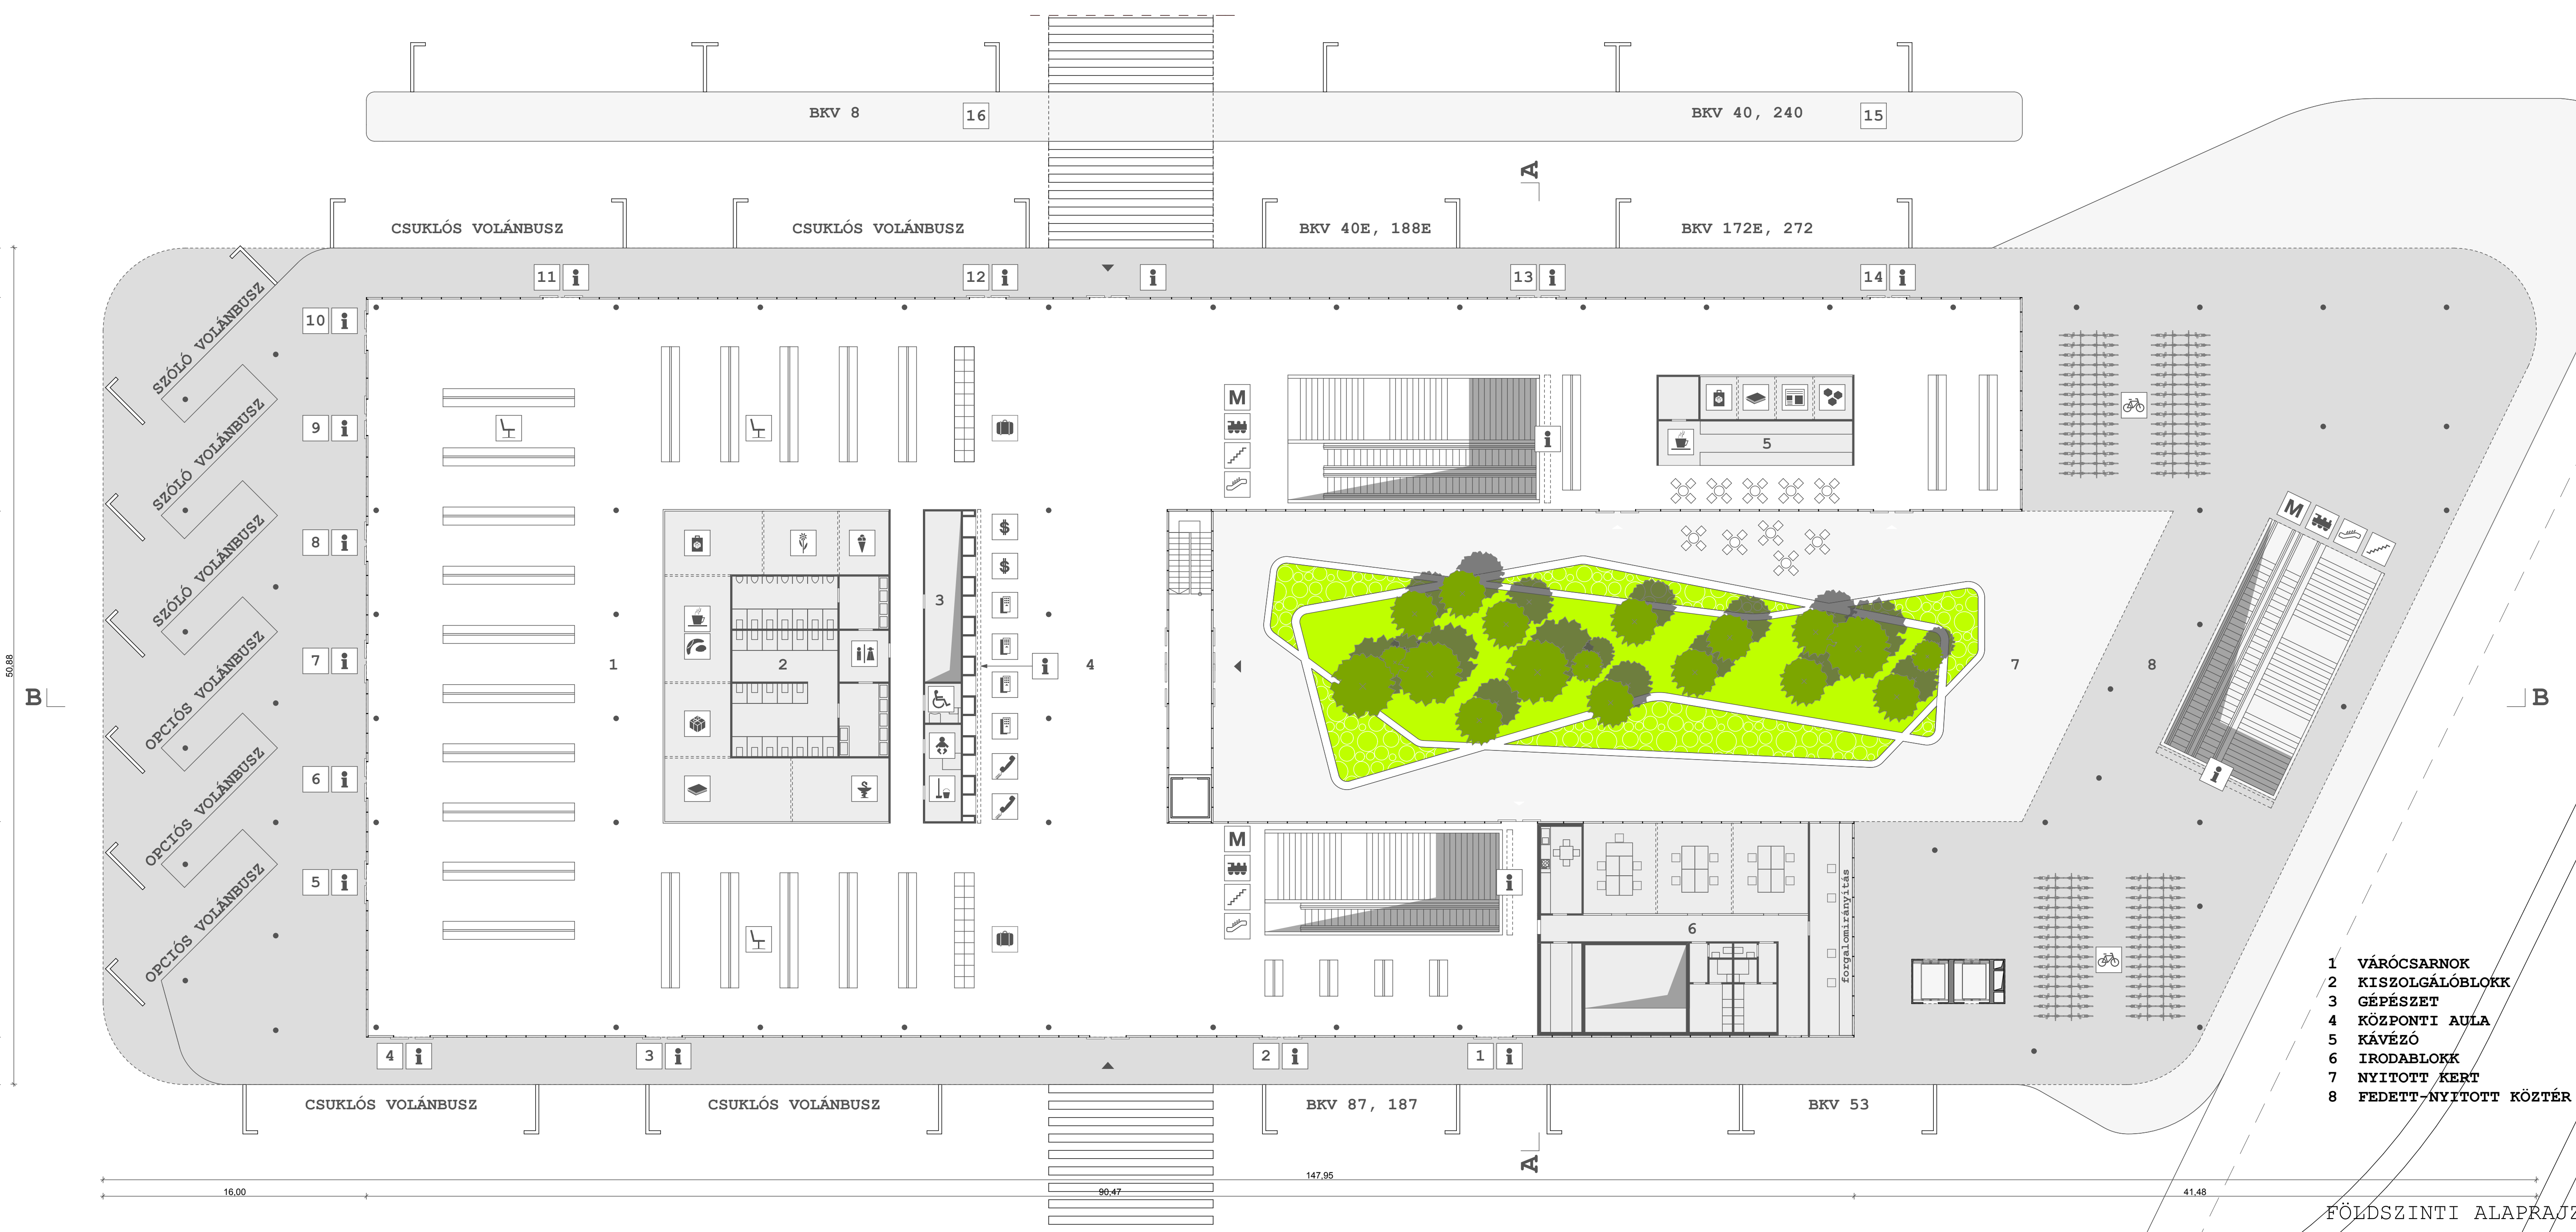 BKV 8
16
BKV 40, 240
15
A
CSUKLÓS VOLÁNBUSZ
CSUKLÓS VOLÁNBUSZ
BKV 40E, 188E
BKV 172E, 272
11 i
12 i
i
13 i
14 i
SZÓLÓ VOLÁNBUSZ
10 i
SZÓLÓ VOLÁNBUSZ
9 i
M
i
5
SZÓLÓ VOLÁNBUSZ
8 i
$
$
M
3
OPCIÓS VOLÁNBUSZ
7 i
1
2
i
4
7
8
50,88
B
B
OPCIÓS VOLÁNBUSZ
6 i
i
M
OPCIÓS VOLÁNBUSZ
5 i
i
6
forgalomirányítás
1 VÁRÓCSARNOK
2 KISZOLGÁLÓBLOKK
3 GÉPÉSZET
4 KÖZPONTI AULA
5 KÁVÉZÓ
6 IRODABLOKK
7 NYITOTT KERT
8 FEDETT-NYITOTT KÖZTÉR
4 i
3 i
2 i
1 i
CSUKLÓS VOLÁNBUSZ
CSUKLÓS VOLÁNBUSZ
BKV 87, 187
BKV 53
A
147,95
16,00
90,47
41,48
FÖLDSZINTI ALAPRAJZ